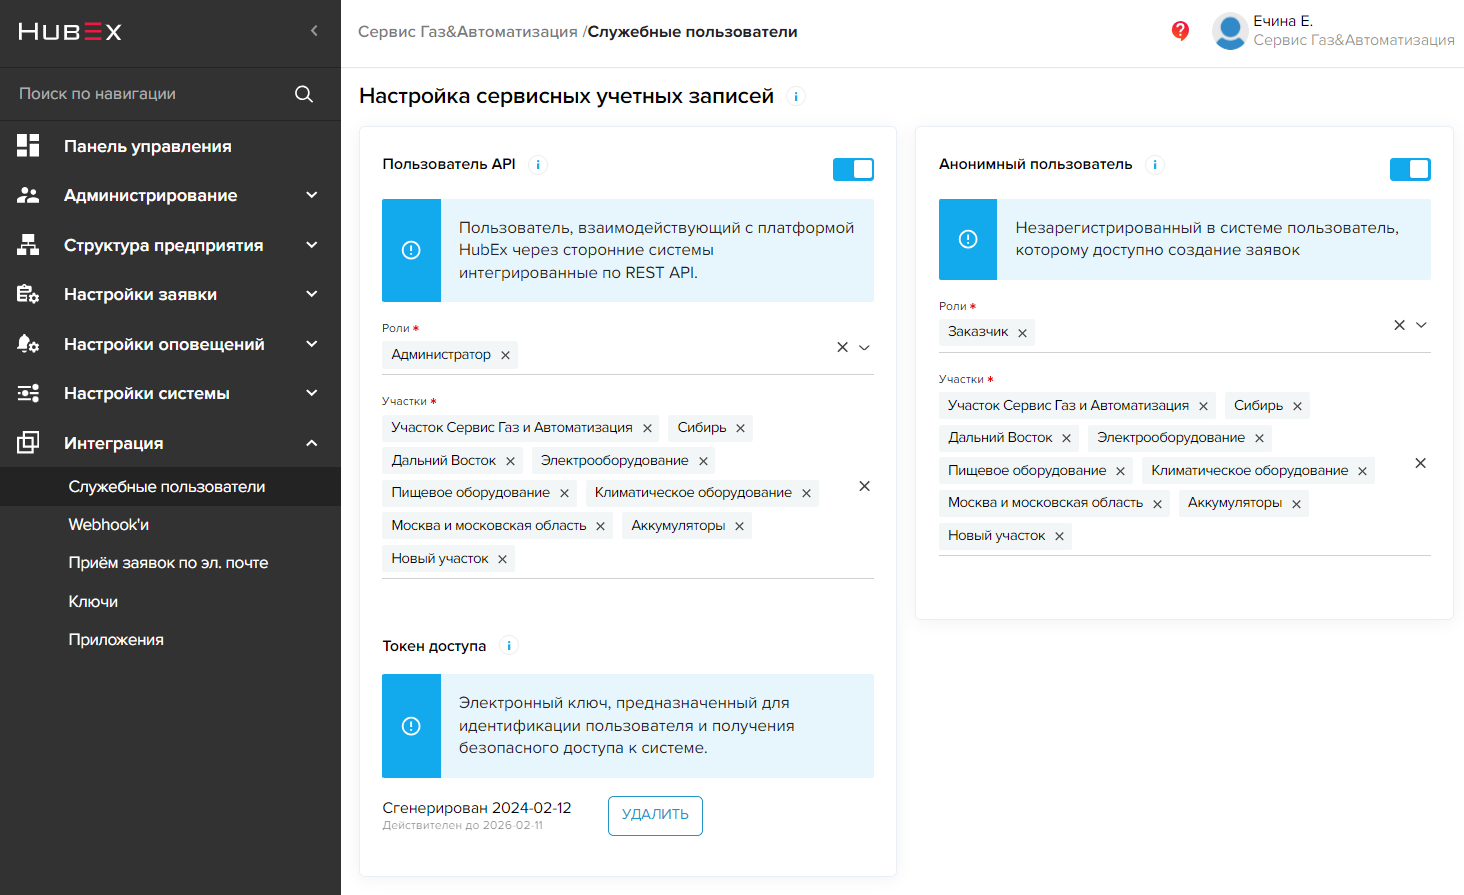 HUBEX
Поиск по навигации
Панель управления
Администрирование
Структура предприятия
Настройки заявки
Настройки оповещений
Настройки системы
Интеграция
Служебные пользователи
Webhook'и
Приём заявок по эл. почте
Ключи
Приложения
Сервис Газ&Автоматизация /Служебные пользователи
?
Ечина Е.
Сервис Газ&Автоматизация
Настройка сервисных учетных записей i
Пользователь API i
Пользователь, взаимодействующий с платформой
HubEx через сторонние системы
интегрированные по REST API.
Роли *
Администратор
Участки *
Участок Сервис Газ и Автоматизация Сибирь
Дальний Восток Электрооборудование
Пищевое оборудование Климатическое оборудование
Москва и московская область Аккумуляторы
Новый участок
Токен доступа i
Электронный ключ, предназначенный для
идентификации пользователя и получения
безопасного доступа к системе.
Сгенерирован 2024-02-12
Действителен до 2026-02-11
УДАЛИТЬ
Анонимный пользователь i
Незарегистрированный в системе пользователь,
которому доступно создание заявок
Роли *
Заказчик
Участки *
Участок Сервис Газ и Автоматизация Сибирь
Дальний Восток Электрооборудование
Пищевое оборудование Климатическое оборудование
Москва и московская область Аккумуляторы
Новый участок